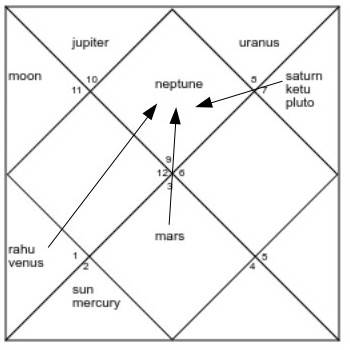 jupiter
uranus
moon
neptune
saturn
ketu
pluto
10
11
5
7
9
12 6
3
mars
rahu
venus
1
2
5
4
sun
mercury